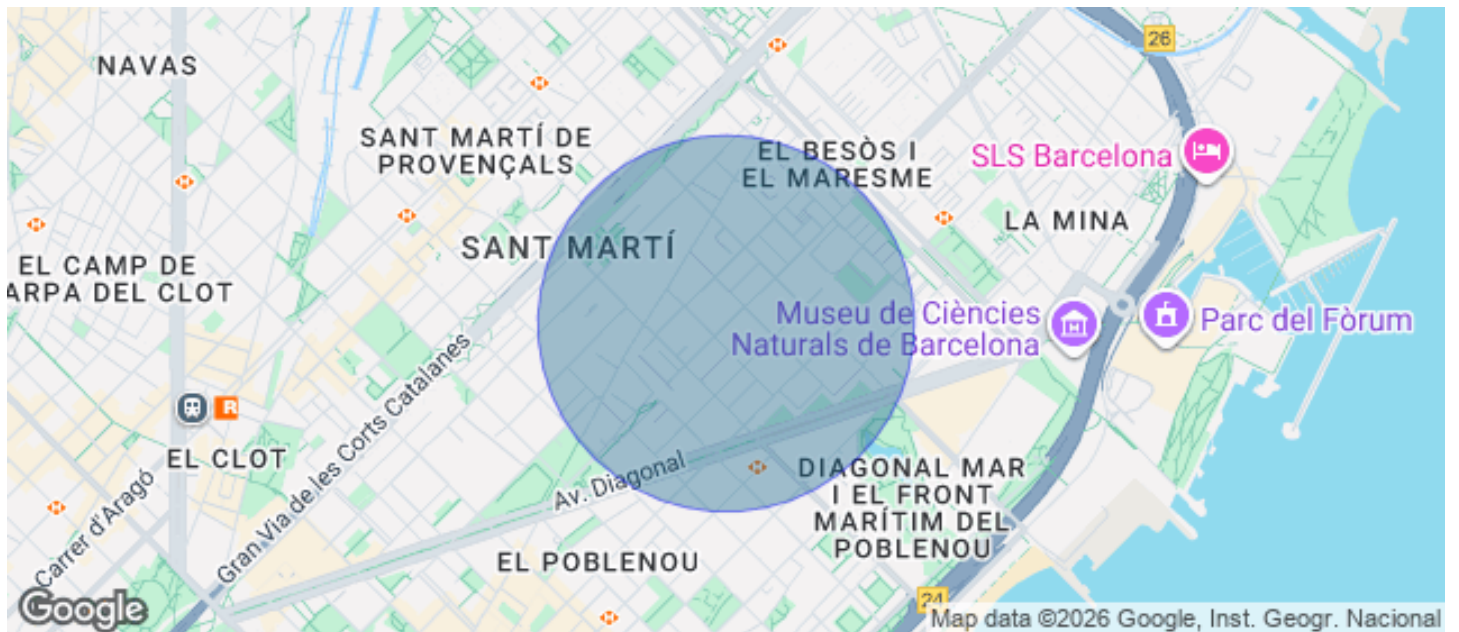 NAVAS
26
SANT MARTÍ DE
PROVENÇALS
EL BESÒS I
EL MARESME
SLS Barcelona
LA MINA
SANT MARTÍ
EL CAMP DE
ARPA DEL CLOT
Museu de Ciències
Naturals de Barcelona
Parc del Fòrum
R
EL CLOT
Gran Via de les Corts Catalanes
Carrer d'Aragó
Av. Diagonal
DIAGONAL MAR
I EL FRONT
MARÍTIM DEL
POBLENOU
EL POBLENOU
24
Google
Map data ©2026 Google, Inst. Geogr. Nacional